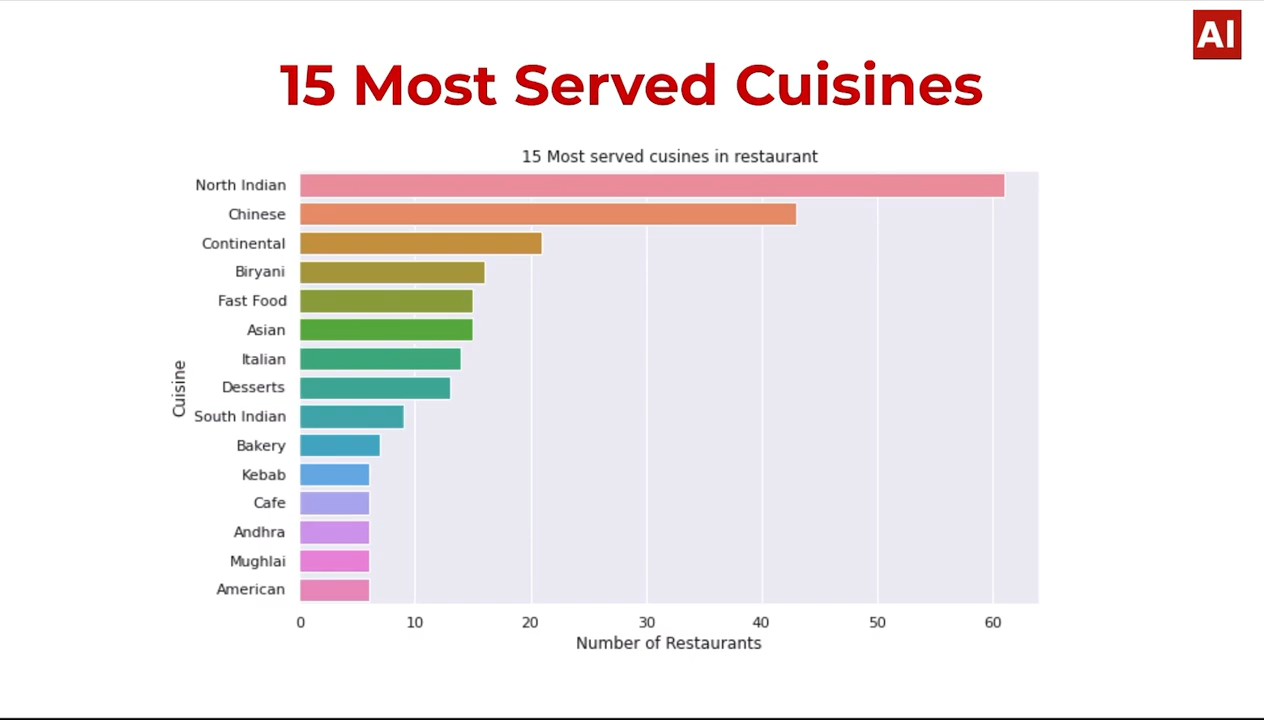 AI
15 Most Served Cuisines
15 Most served cusines in restaurant
North Indian
Chinese
Continental
Biryani
Fast Food
Asian
Italian
Desserts
South Indian
Bakery
Kebab
Cafe
Andhra
Mughlai
American
Cuisine
0 10 20 30 40 50 60
Number of Restaurants